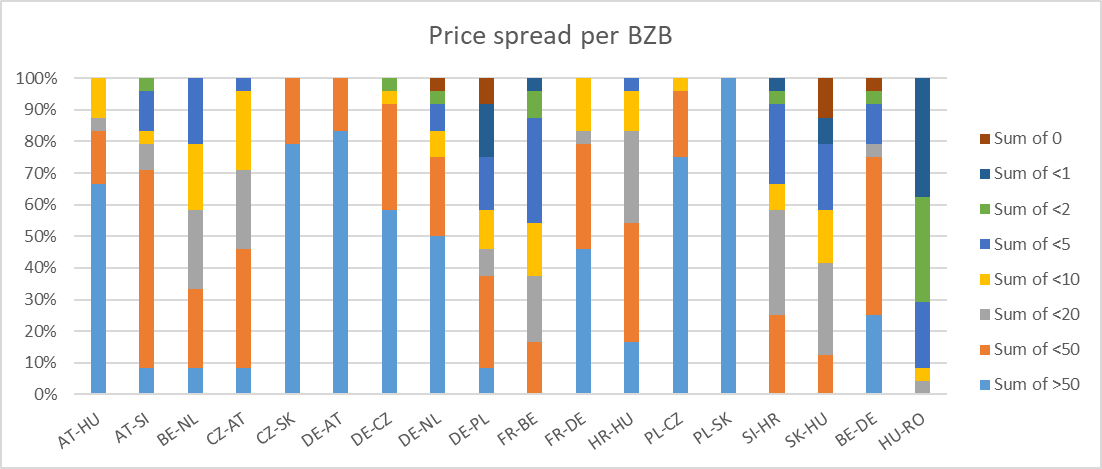 Price spread per BZB
100%
90%
80%
70%
60%
50%
40%
30%
20%
10%
0%
AT-HU
AT-SI
BE-NL
CZ-AT
CZ-SK
DE-AT
DE-CZ
DE-NL
DE-PL
FR-BE
FR-DE
HR-HU
PL-CZ
PL-SK
SI-HR
SK-HU
BE-DE
HU-RO
Sum of 0
Sum of <1
Sum of <2
Sum of <5
Sum of <10
Sum of <20
Sum of <50
Sum of >50